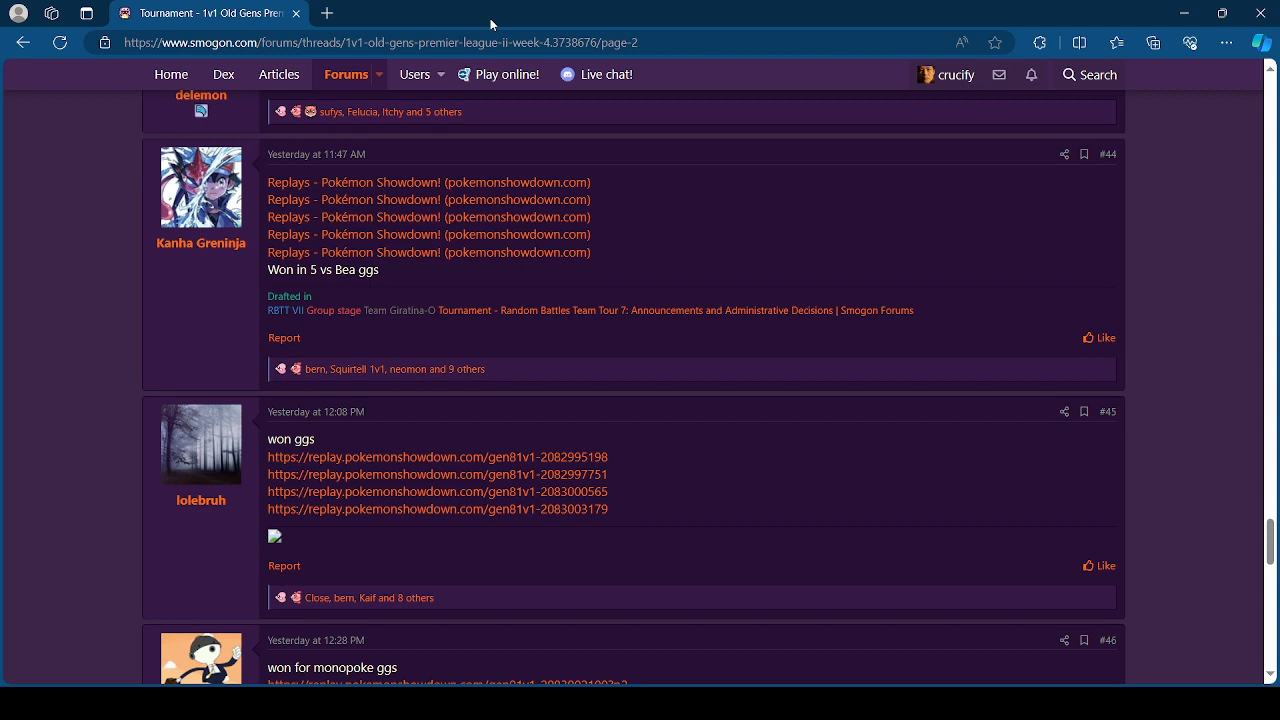 Tournament - 1v1 Old Gens Pren
https://www.smogon.com/forums/threads/1v1-old-gens-premier-league-ii-week-4.3738676/page-2
Home Dex Articles Forums Users Play online! Live chat! crucify Search
delemon
sufys, Felucia, Itchy and 5 others
Yesterday at 11:47 AM #44
Kanha Greninja
Replays - Pokémon Showdown! (pokemonshowdown.com)
Replays - Pokémon Showdown! (pokemonshowdown.com)
Replays - Pokémon Showdown! (pokemonshowdown.com)
Replays - Pokémon Showdown! (pokemonshowdown.com)
Replays - Pokémon Showdown! (pokemonshowdown.com)
Won in 5 vs Bea ggs
Drafted in
RBTT VII Group stage Team Giratina-O Tournament - Random Battles Team Tour 7: Announcements and Administrative Decisions | Smogon Forums
Report Like
bern, Squirtell 1v1, neomon and 9 others
Yesterday at 12:08 PM #45
lolebruh
won ggs
https://replay.pokemonshowdown.com/gen81v1-2082995198
https://replay.pokemonshowdown.com/gen81v1-2082997751
https://replay.pokemonshowdown.com/gen81v1-2083000565
https://replay.pokemonshowdown.com/gen81v1-2083003179
Report Like
Close, bern, Kaif and 8 others
Yesterday at 12:28 PM #46
won for monopoke ggs